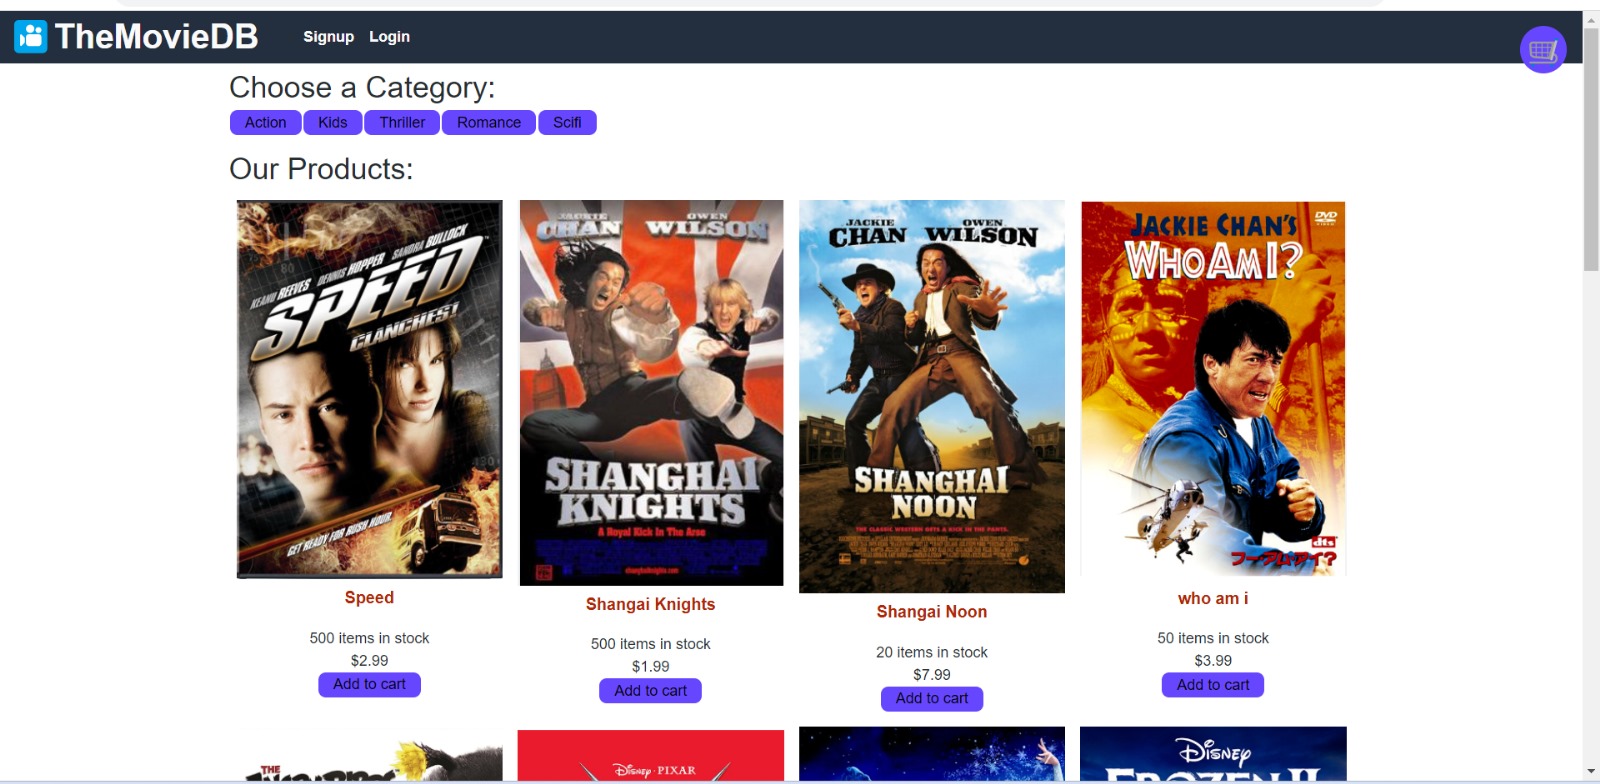 TheMovieDB
Signup Login
Choose a Category:
Action Kids Thriller Romance Scifi
Our Products:
KEANU REEVES DENNIS HOPPER SANDRA BULLOCK
SPEED
CLANCHES!
GET READY FOR RUSH HOUR.
Speed
500 items in stock
$2.99
Add to cart
JACKIE CHAN OWEN WILSON
SHANGHAI
KNIGHTS
A Royal Kick In The Arse
shanghaiknights.com
Shangai Knights
500 items in stock
$1.99
Add to cart
JACKIE CHAN OWEN WILSON
SHANGHAI
NOON
THE CLASSIC WESTERN GETS A KICK IN THE PANTS.
Shangai Noon
20 items in stock
$7.99
Add to cart
JACKIE CHAN'S
WHO AM I?
DVD
VIDEO
dts
フー・アム・アイ?
who am i
50 items in stock
$3.99
Add to cart
THE
DISNEY · PIXAR
DISNEY
FROZEN II